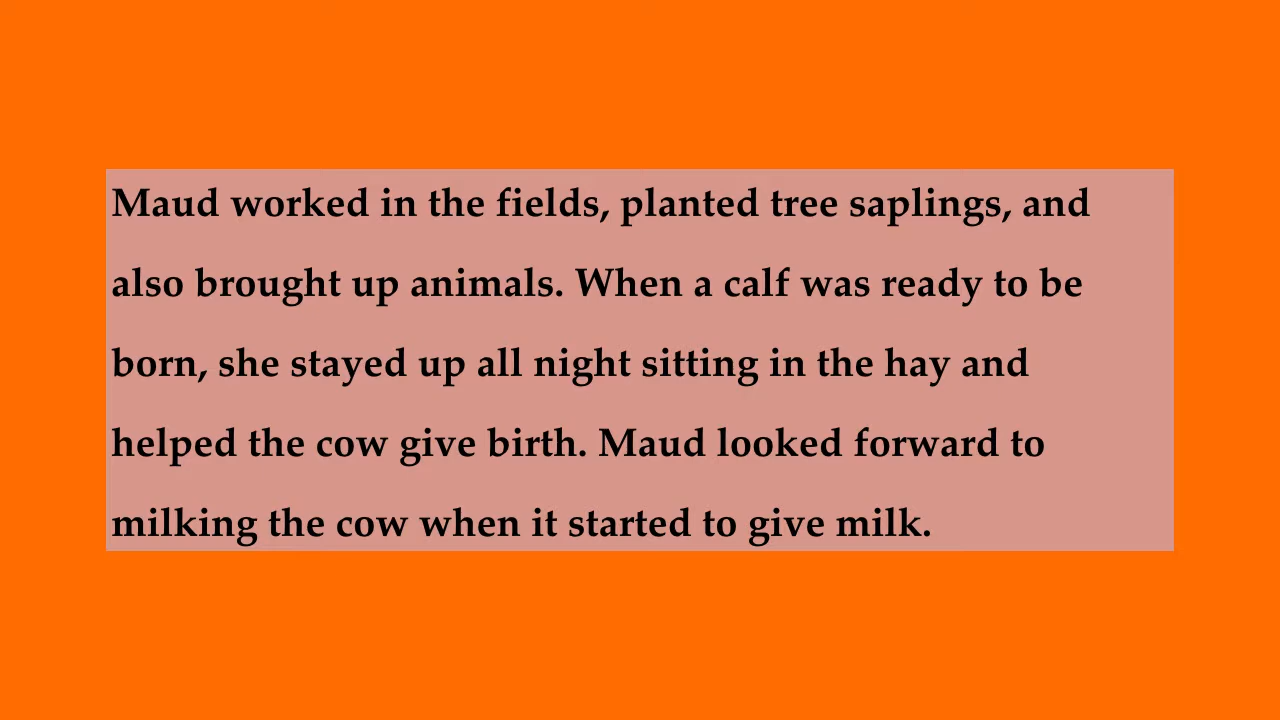 Maud worked in the fields, planted tree saplings, and
also brought up animals. When a calf was ready to be
born, she stayed up all night sitting in the hay and
helped the cow give birth. Maud looked forward to
milking the cow when it started to give milk.